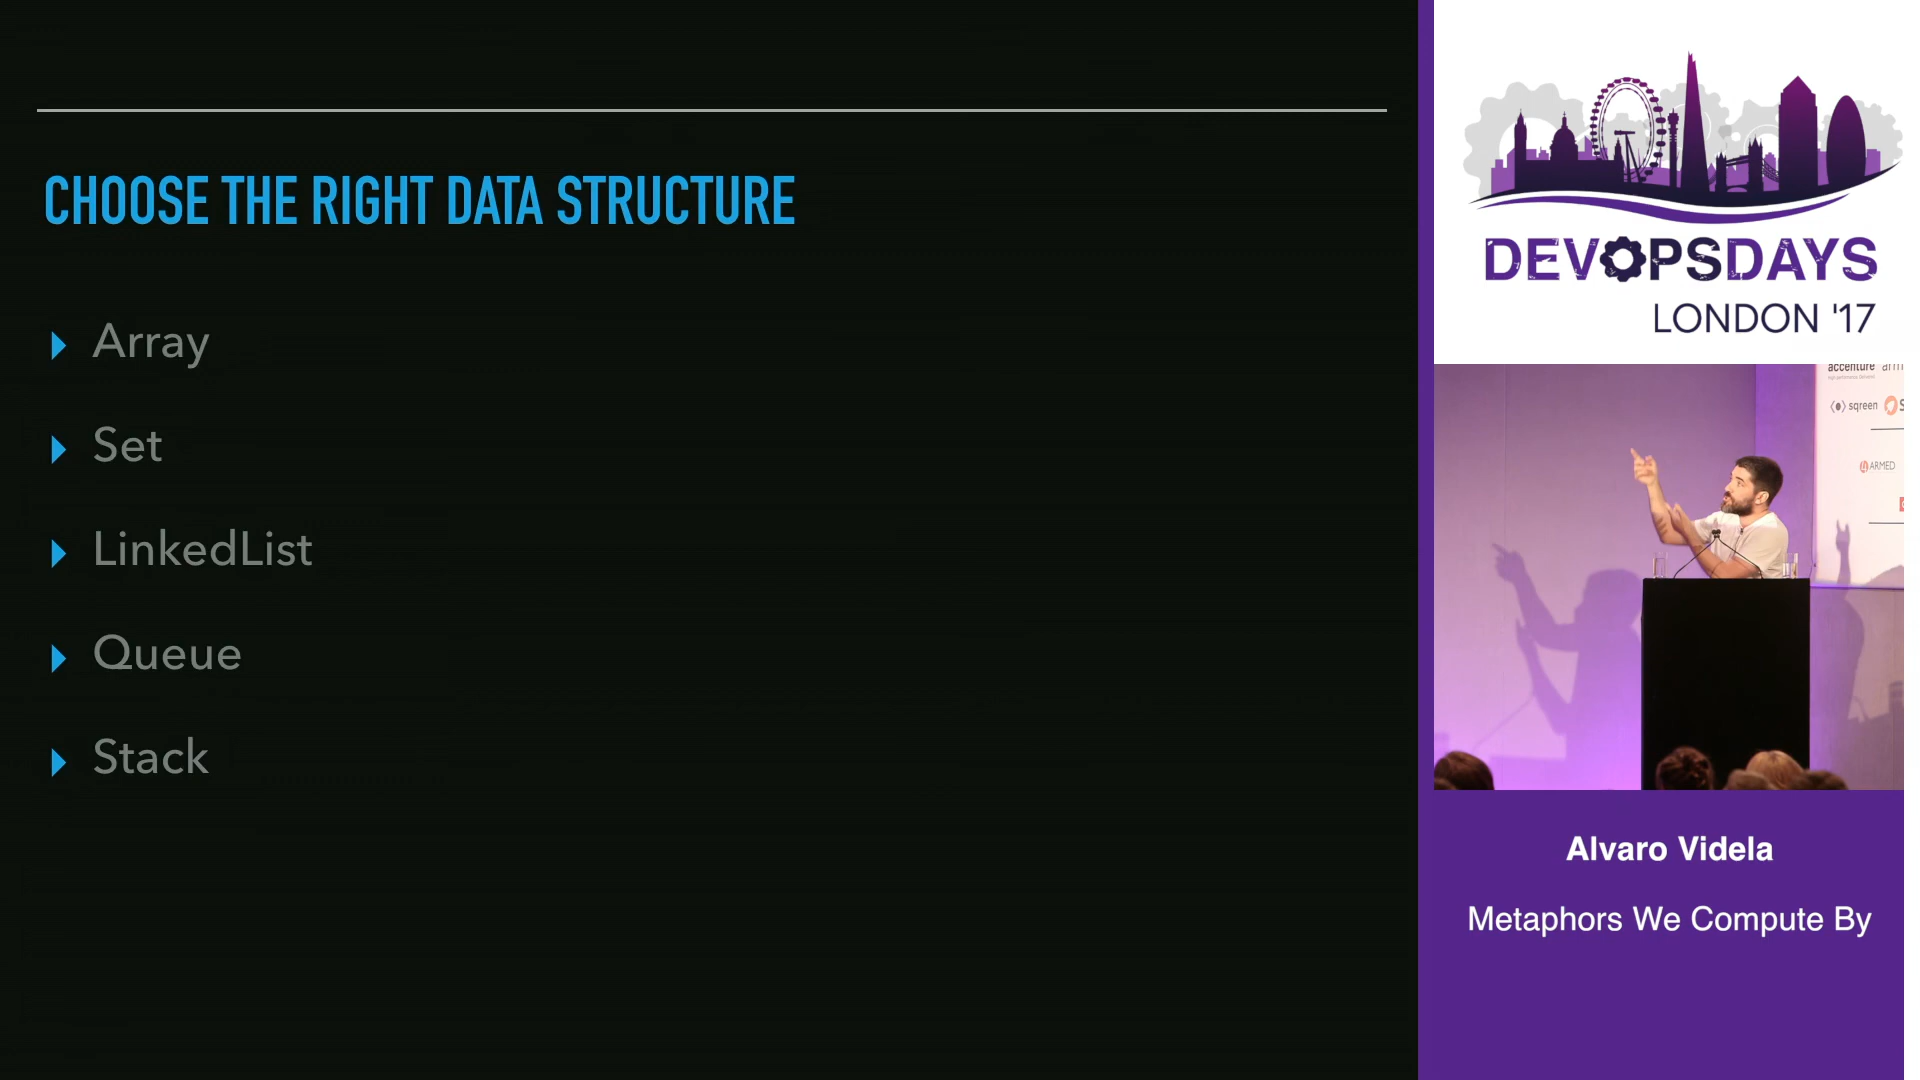 CHOOSE THE RIGHT DATA STRUCTURE
Array
Set
LinkedList
Queue
Stack
DEVOPSDAYS
LONDON '17
accenture
sqreen
ARMED
Alvaro Videla
Metaphors We Compute By